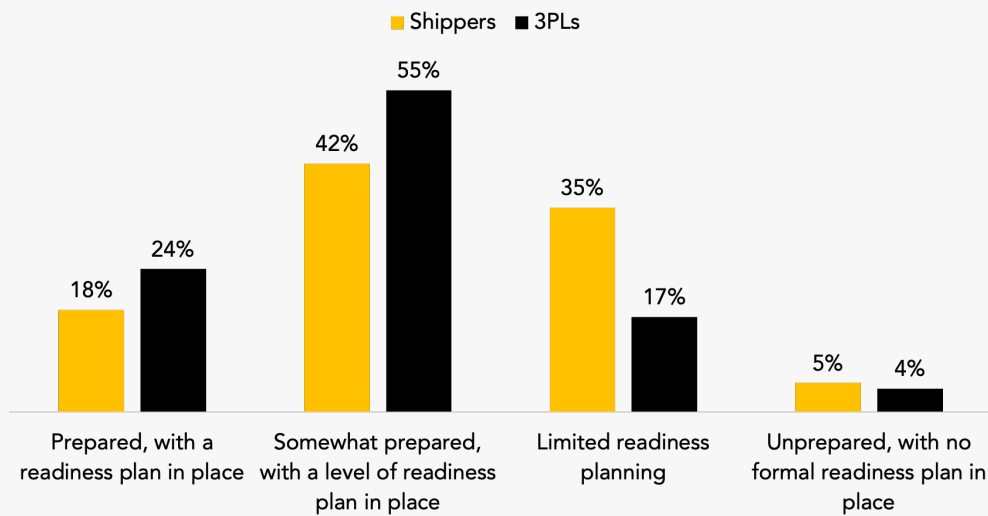 Shippers 3PLs
55%
42%
35%
24%
18%
17%
5%
4%
Prepared, with a
readiness plan in place
Somewhat prepared,
with a level of readiness
plan in place
Limited readiness
planning
Unprepared, with no
formal readiness plan in
place